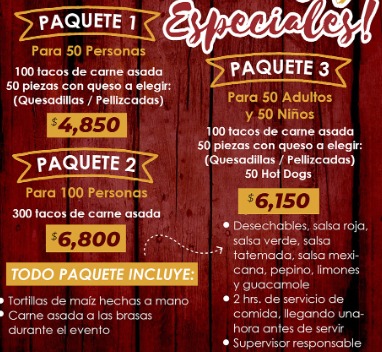 Especiales!
PAQUETE 1
Para 50 Personas
100 tacos de carne asada
50 piezas con queso a elegir:
(Quesadillas / Pellizcadas)
$4,850
PAQUETE 2
Para 100 Personas
300 tacos de carne asada
$6,800
PAQUETE 3
Para 50 Adultos
y 50 Niños
100 tacos de carne asada
50 piezas con queso a elegir:
(Quesadillas / Pellizcadas)
50 Hot Dogs
$6,150
TODO PAQUETE INCLUYE:
Tortillas de maíz hechas a mano
Carne asada a las brasas
durante el evento
Desechables, salsa roja,
salsa verde, salsa
tatemada, salsa mexi-
cana, pepino, limones
y guacamole
2 hrs. de servicio de
comida, llegando una-
hora antes de servir
Supervisor responsable